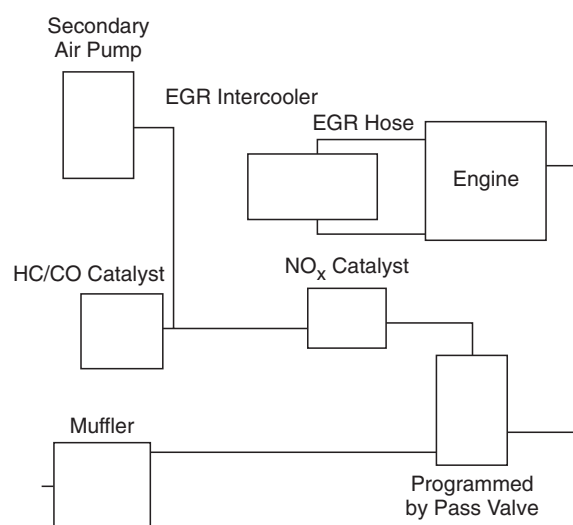 Secondary
Air Pump
EGR Intercooler
EGR Hose
Engine
HC/CO Catalyst
NOx Catalyst
Muffler
Programmed
by Pass Valve